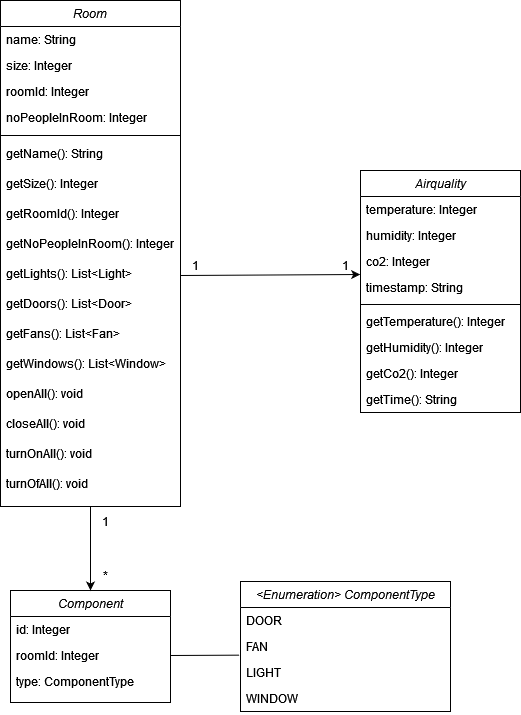 Room
name: String
size: Integer
roomId: Integer
noPeopleInRoom: Integer
getName(): String
getSize(): Integer
getRoomId(): Integer
getNoPeopleInRoom(): Integer
getLights(): List<Light>
getDoors(): List<Door>
getFans(): List<Fan>
getWindows(): List<Window>
openAll(): void
closeAll(): void
turnOnAll(): void
turnOfAll(): void
1
1
Airquality
temperature: Integer
humidity: Integer
co2: Integer
timestamp: String
getTemperature(): Integer
getHumidity(): Integer
getCo2(): Integer
getTime(): String
1
*
Component
id: Integer
roomId: Integer
type: ComponentType
<Enumeration> ComponentType
DOOR
FAN
LIGHT
WINDOW